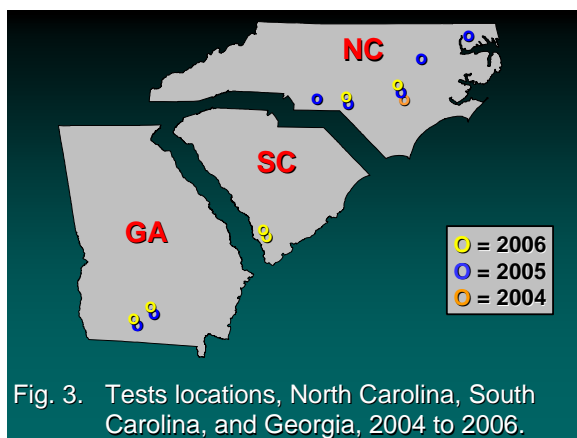 NC
SC
GA
O = 2006
O = 2005
O = 2004
Fig. 3. Tests locations, North Carolina, South
Carolina, and Georgia, 2004 to 2006.